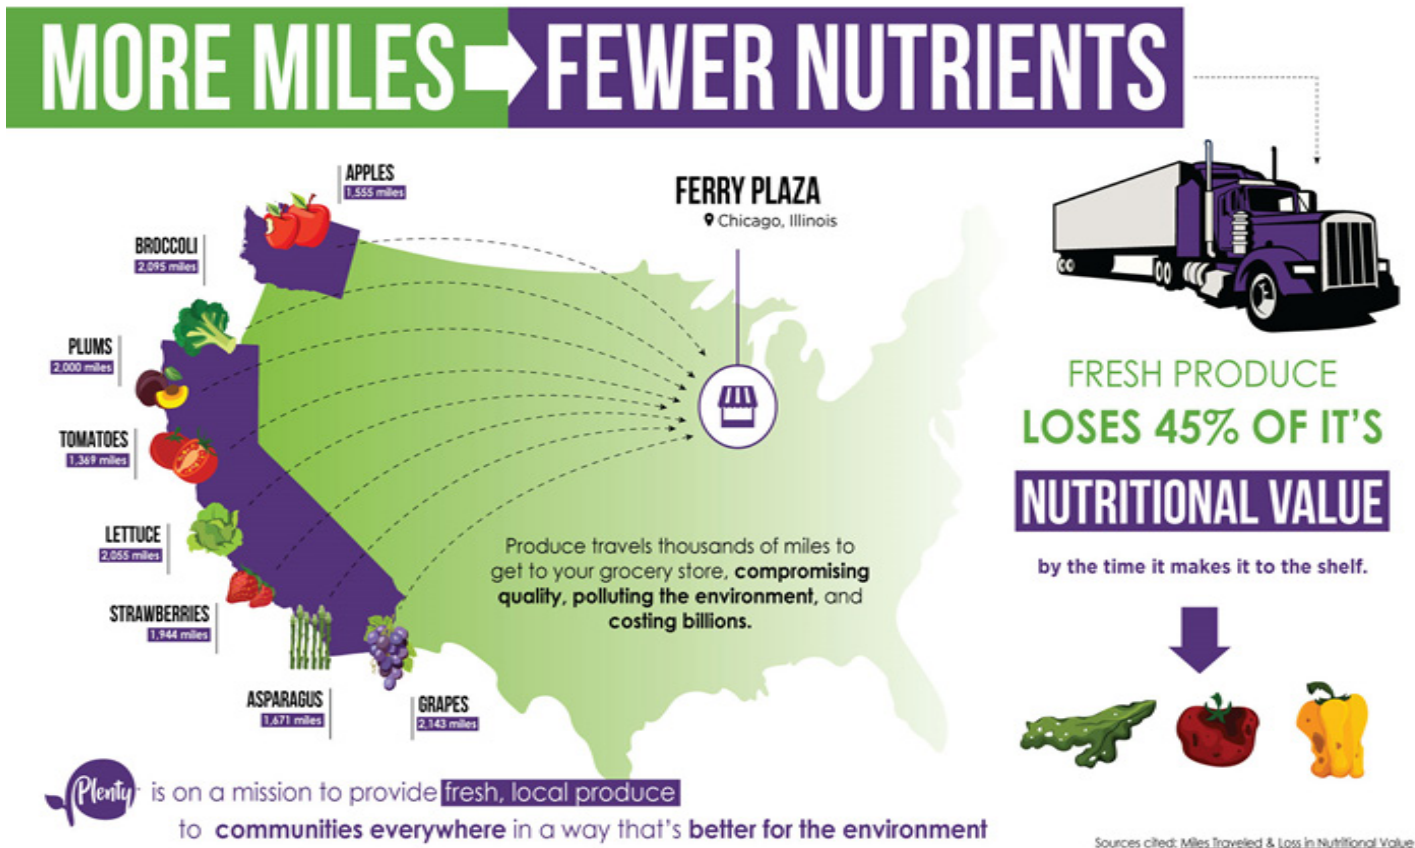 MORE MILES FEWER NUTRIENTS
APPLES
1,555 miles
BROCCOLI
2,095 miles
PLUMS
2,000 miles
TOMATOES
1,369 miles
LETTUCE
2,055 miles
STRAWBERRIES
1,944 miles
ASPARAGUS
1,671 miles
GRAPES
2,143 miles
FERRY PLAZA
Chicago, Illinois
Produce travels thousands of miles to
get to your grocery store, compromising
quality, polluting the environment, and
costing billions.
FRESH PRODUCE
LOSES 45% OF IT'S
NUTRITIONAL VALUE
by the time it makes it to the shelf.
Plenty is on a mission to provide fresh, local produce
to communities everywhere in a way that's better for the environment
Sources cited: Miles Traveled & Loss in Nutritional Value